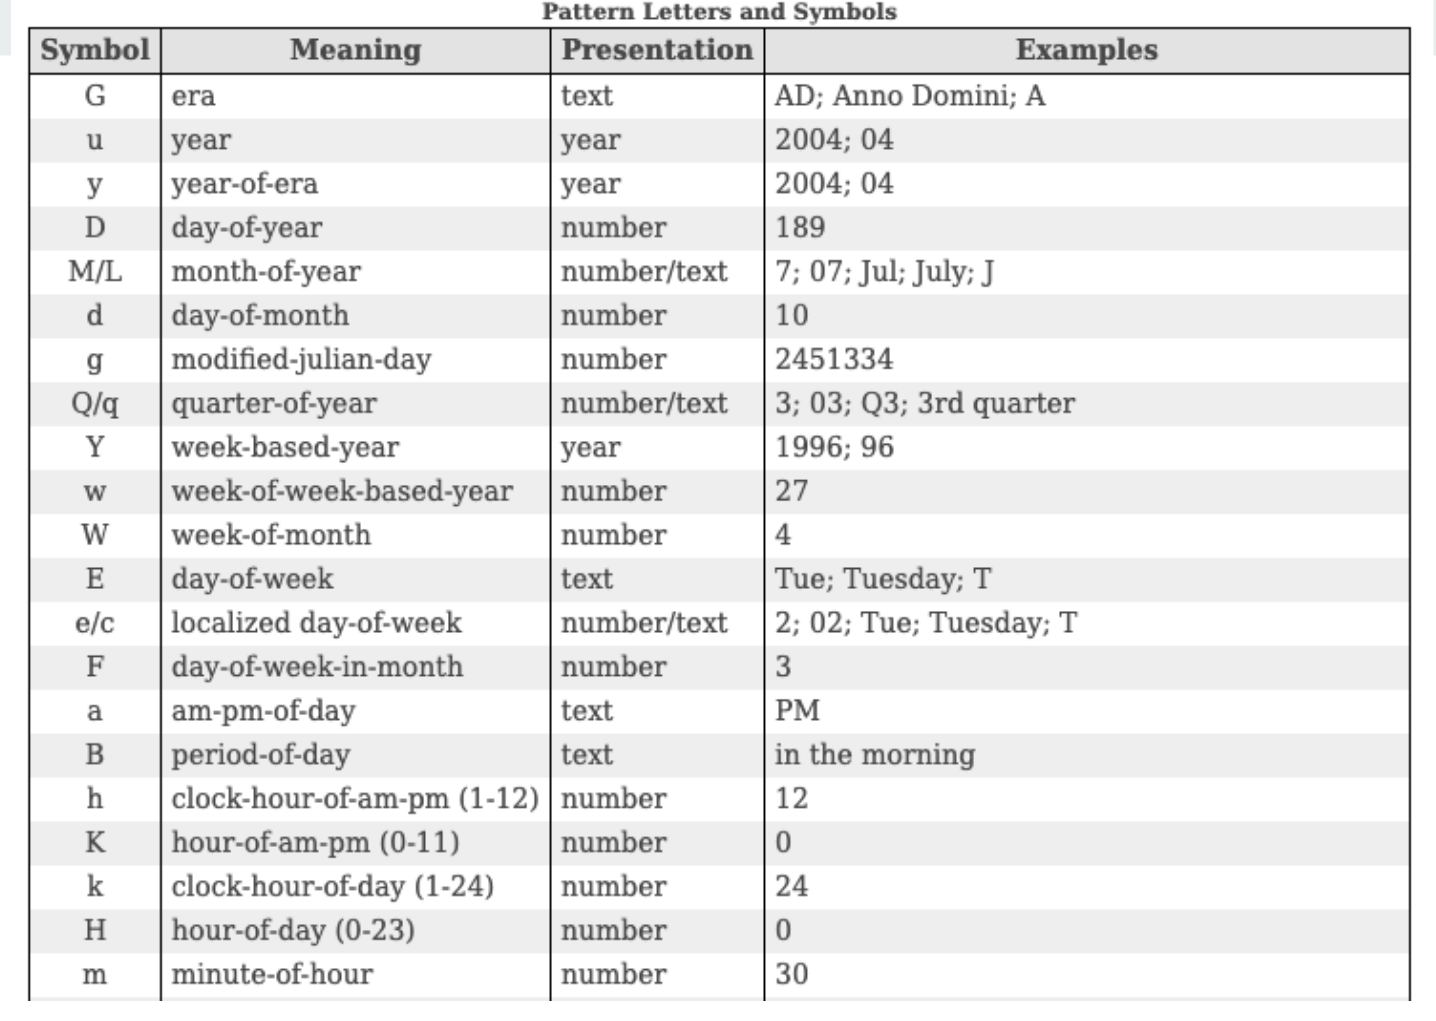 Pattern Letters and Symbols
Symbol Meaning Presentation Examples
G era text AD; Anno Domini; A
u year year 2004; 04
y year-of-era year 2004; 04
D day-of-year number 189
M/L month-of-year number/text 7; 07; Jul; July; J
d day-of-month number 10
g modified-julian-day number 2451334
Q/q quarter-of-year number/text 3; 03; Q3; 3rd quarter
Y week-based-year year 1996; 96
w week-of-week-based-year number 27
W week-of-month number 4
E day-of-week text Tue; Tuesday; T
e/c localized day-of-week number/text 2; 02; Tue; Tuesday; T
F day-of-week-in-month number 3
a am-pm-of-day text PM
B period-of-day text in the morning
h clock-hour-of-am-pm (1-12) number 12
K hour-of-am-pm (0-11) number 0
k clock-hour-of-day (1-24) number 24
H hour-of-day (0-23) number 0
m minute-of-hour number 30